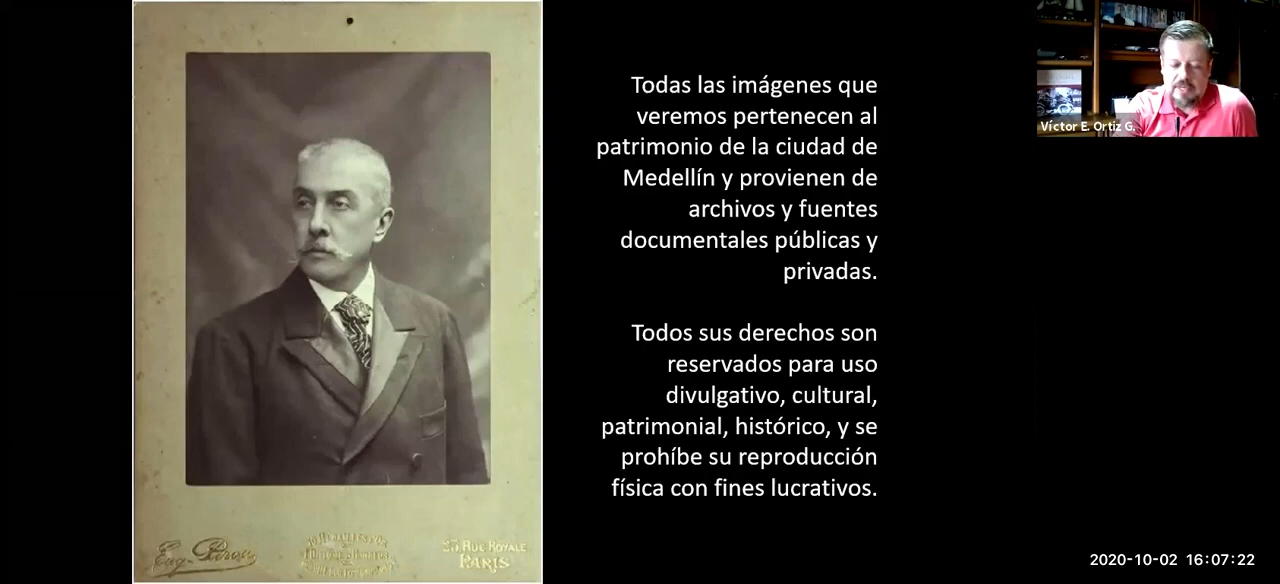 Todas las imágenes que
veremos pertenecen al
patrimonio de la ciudad de
Medellín y provienen de
archivos y fuentes
documentales públicas y
privadas.
Todos sus derechos son
reservados para uso
divulgativo, cultural,
patrimonial, histórico, y se
prohíbe su reproducción
física con fines lucrativos.
Víctor E. Ortiz G.
Eug. Pirou
Rue Royale
PARIS
2020-10-02 16:07:22